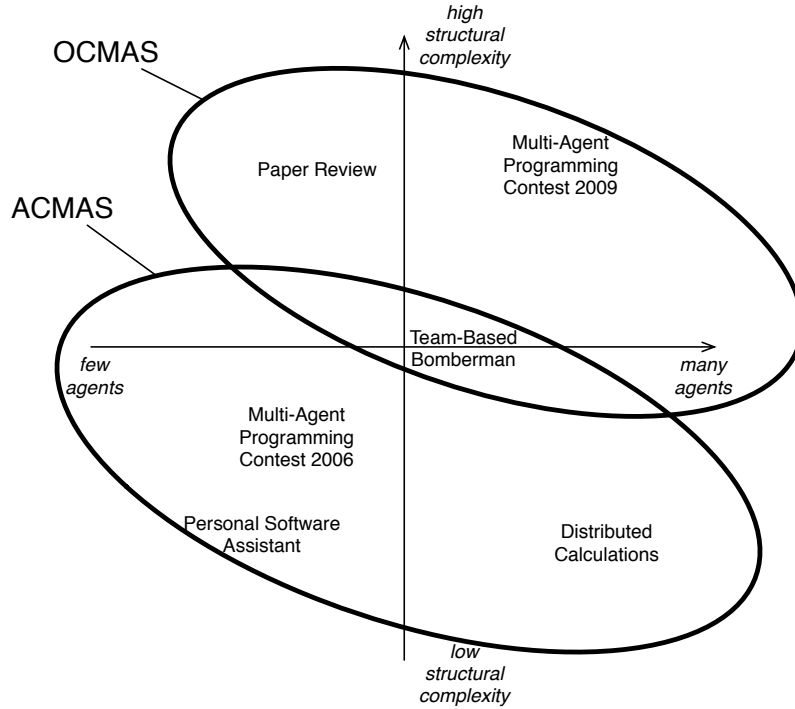 high
structural
complexity
OCMAS
Multi-Agent
Programming
Contest 2009
Paper Review
ACMAS
Team-Based
Bomberman
few
agents
many
agents
Multi-Agent
Programming
Contest 2006
Personal Software
Assistant
Distributed
Calculations
low
structural
complexity